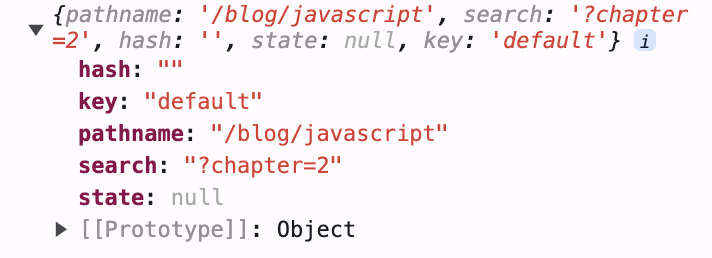 {pathname: '/blog/javascript', search: '?chapter
=2', hash: '', state: null, key: 'default'} i
hash: ""
key: "default"
pathname: "/blog/javascript"
search: "?chapter=2"
state: null
[[Prototype]]: Object